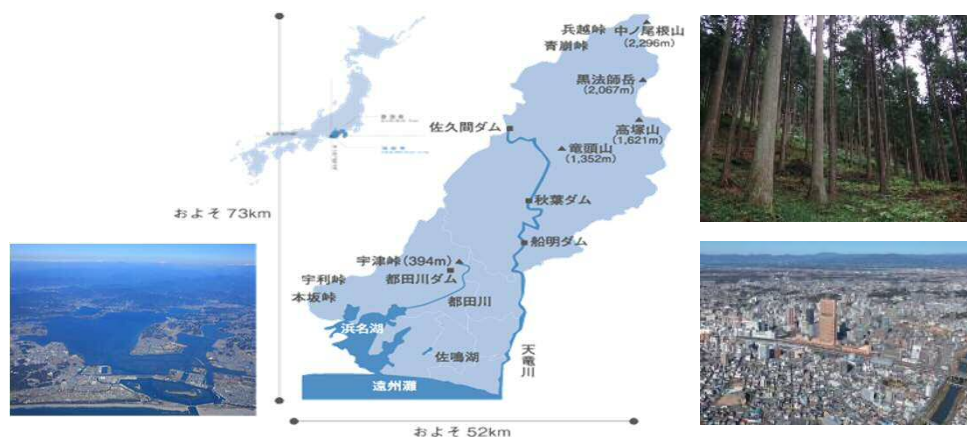 兵越峠 中ノ尾根山
(2,296m)
青崩峠
黒法師岳
(2,067m)
佐久間ダム
高塚山
(1,621m)
竜頭山
(1,352m)
秋葉ダム
およそ 73km
船明ダム
宇津峠(394m)
宇利峠
都田川ダム
本坂峠
都田川
浜名湖
佐鳴湖
天竜川
遠州灘
およそ 52km